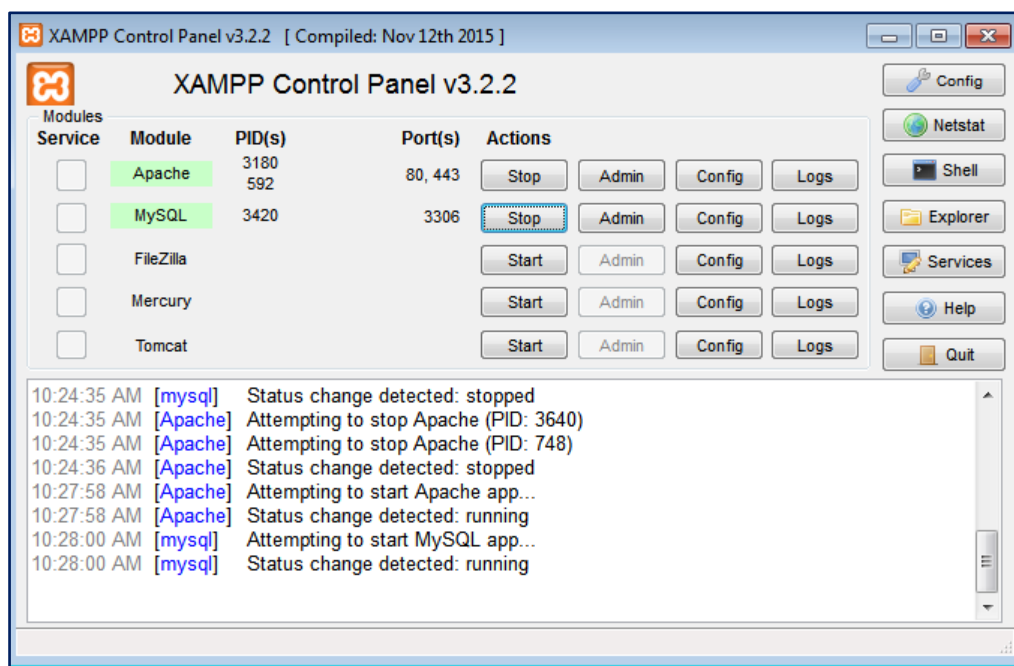 XAMPP Control Panel v3.2.2 [ Compiled: Nov 12th 2015 ]
XAMPP Control Panel v3.2.2
Config
Modules
Service Module PID(s) Port(s) Actions
Netstat
Apache 3180 592 80, 443 Stop Admin Config Logs
Shell
MySQL 3420 3306 Stop Admin Config Logs
Explorer
FileZilla Start Admin Config Logs
Services
Mercury Start Admin Config Logs
Help
Tomcat Start Admin Config Logs
Quit
10:24:35 AM [mysql] Status change detected: stopped
10:24:35 AM [Apache] Attempting to stop Apache (PID: 3640)
10:24:35 AM [Apache] Attempting to stop Apache (PID: 748)
10:24:36 AM [Apache] Status change detected: stopped
10:27:58 AM [Apache] Attempting to start Apache app...
10:27:58 AM [Apache] Status change detected: running
10:28:00 AM [mysql] Attempting to start MySQL app...
10:28:00 AM [mysql] Status change detected: running